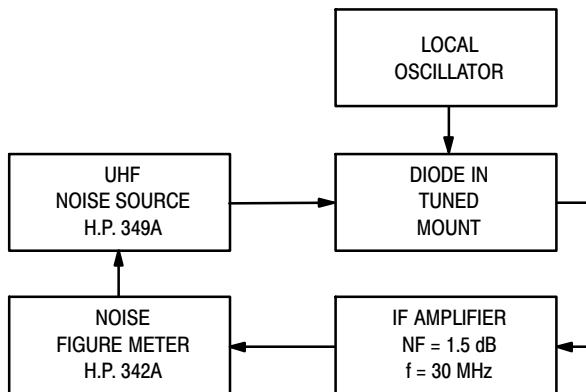 LOCAL
OSCILLATOR
UHF
NOISE SOURCE
H.P. 349A
DIODE IN
TUNED
MOUNT
NOISE
FIGURE METER
H.P. 342A
IF AMPLIFIER
NF = 1.5 dB
f = 30 MHz